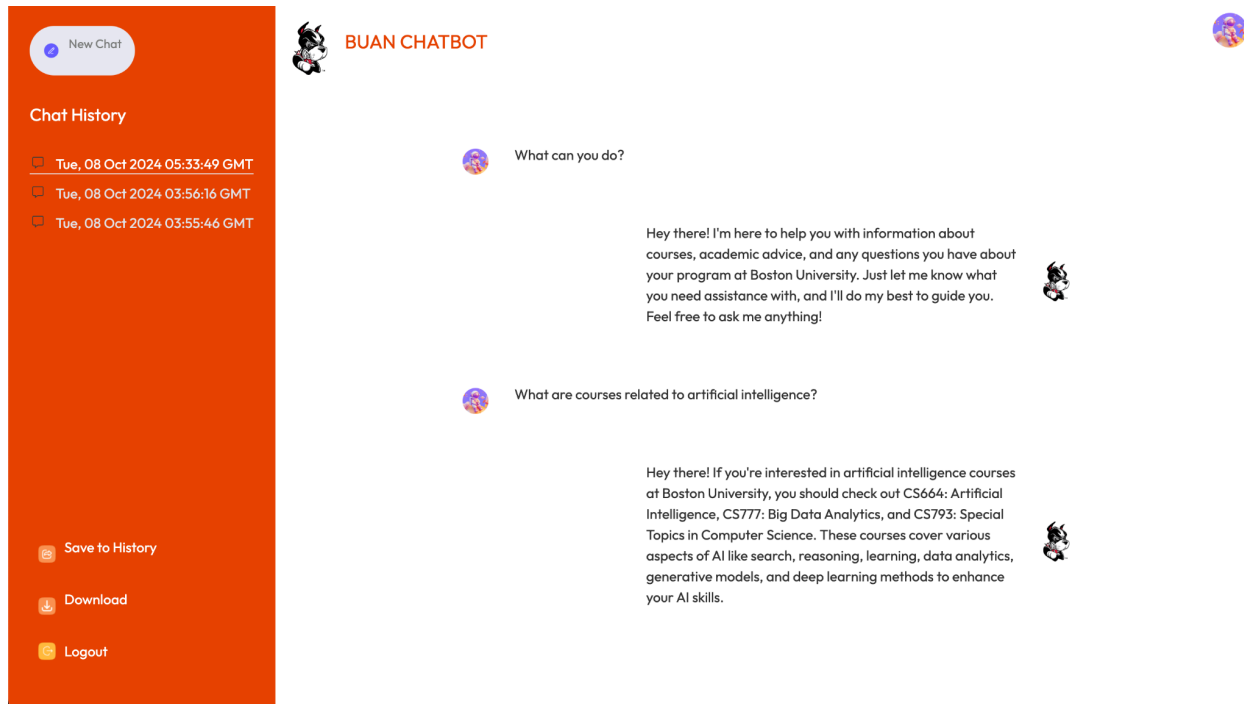 New Chat
Chat History
Tue, 08 Oct 2024 05:33:49 GMT
Tue, 08 Oct 2024 03:56:16 GMT
Tue, 08 Oct 2024 03:55:46 GMT
Save to History
Download
Logout
BUAN CHATBOT
What can you do?
Hey there! I'm here to help you with information about
courses, academic advice, and any questions you have about
your program at Boston University. Just let me know what
you need assistance with, and I'll do my best to guide you.
Feel free to ask me anything!
What are courses related to artificial intelligence?
Hey there! If you're interested in artificial intelligence courses
at Boston University, you should check out CS664: Artificial
Intelligence, CS777: Big Data Analytics, and CS793: Special
Topics in Computer Science. These courses cover various
aspects of AI like search, reasoning, learning, data analytics,
generative models, and deep learning methods to enhance
your AI skills.